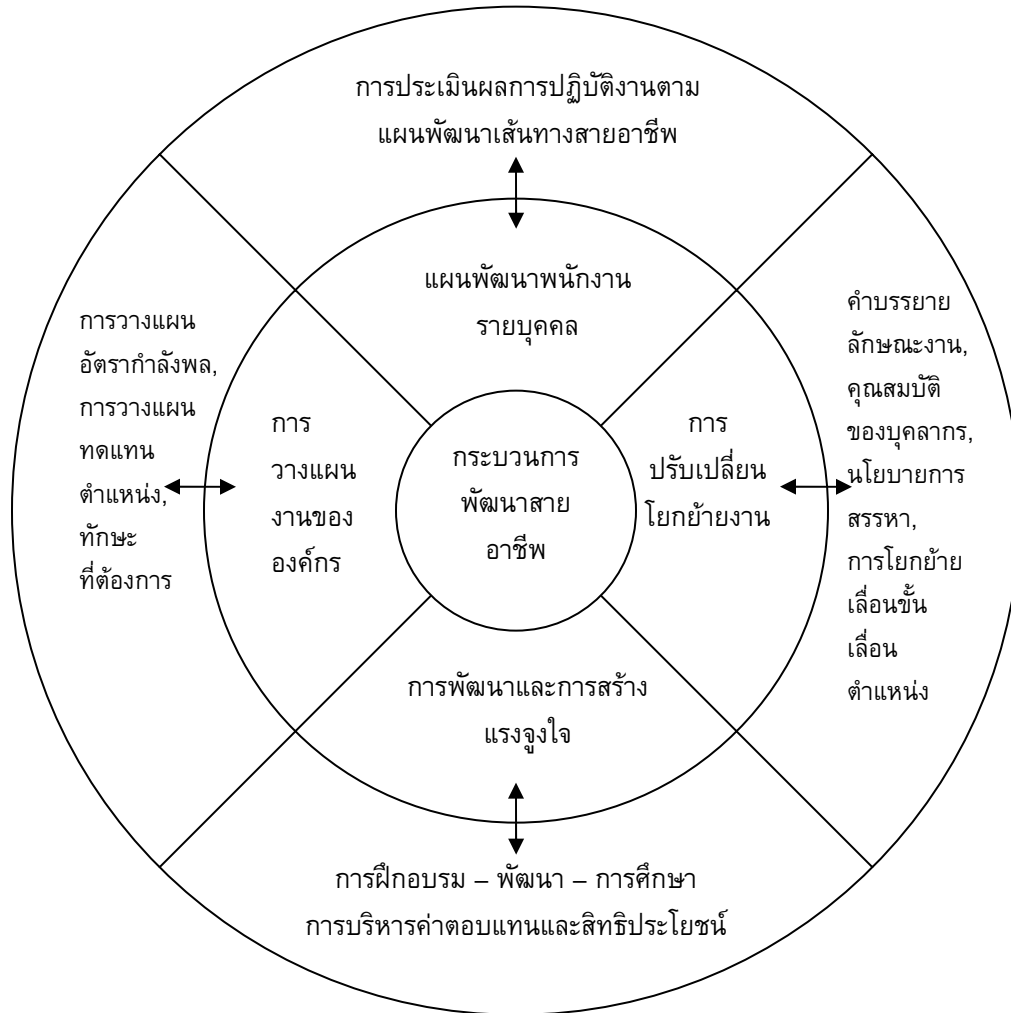 การประเมินผลการปฏิบัติงานตาม
แผนพัฒนาเส้นทางสายอาชีพ
แผนพัฒนาพนักงาน
รายบุคคล
การวางแผน
อัตรากำลังพล,
การวางแผน
ทดแทน
ตำแหน่ง,
ทักษะ
ที่ต้องการ
การ
วางแผน
งานของ
องค์กร
กระบวนการ
พัฒนาสาย
อาชีพ
การ
ปรับเปลี่ยน
โยกย้ายงาน
คำบรรยาย
ลักษณะงาน,
คุณสมบัติ
ของบุคลากร,
นโยบายการ
สรรหา,
การโยกย้าย
เลื่อนขั้น
เลื่อน
ตำแหน่ง
การพัฒนาและการสร้าง
แรงจูงใจ
การฝึกอบรม – พัฒนา – การศึกษา
การบริหารค่าตอบแทนและสิทธิประโยชน์